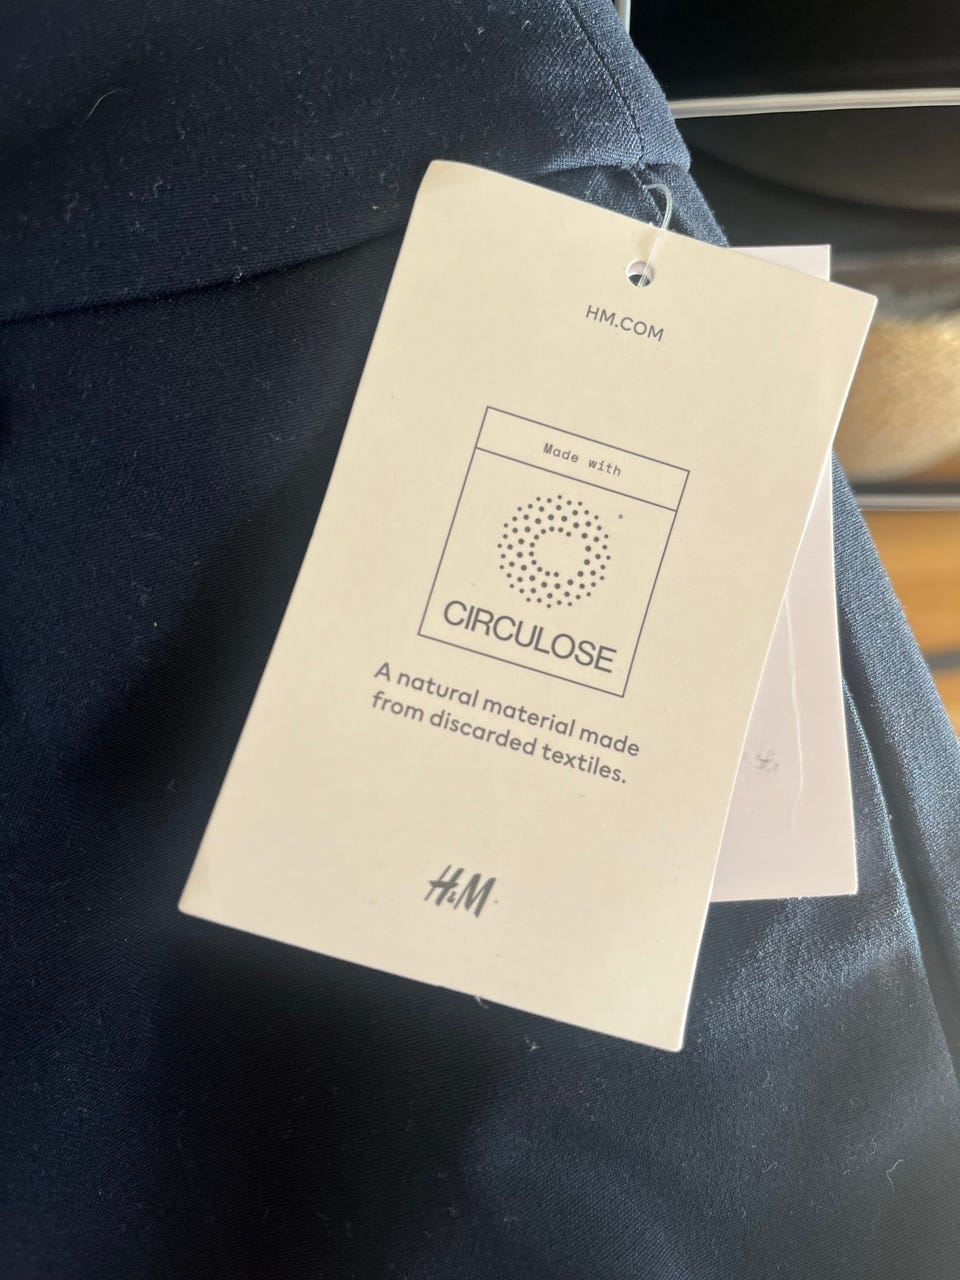 HM.COM
Made with
CIRCULOSE
A natural material made
from discarded textiles.
H&M